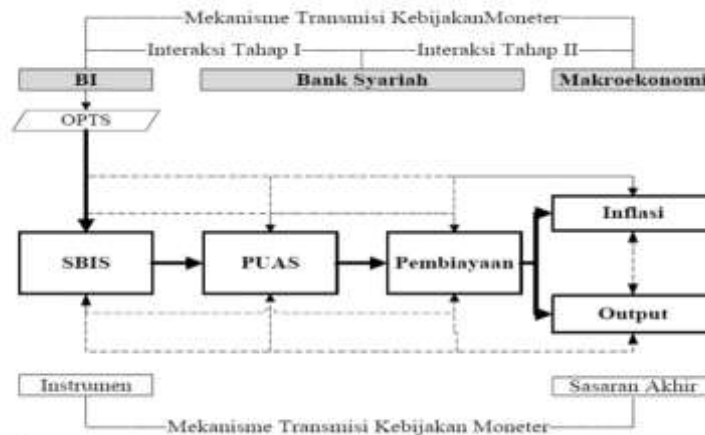 Mekanisme Transmisi KebijakanMoneter
Interaksi Tahap I Interaksi Tahap II
BI Bank Syariah Makroekonomi
OPTS
Inflasi
SBIS PUAS Pembiayaan
Output
Instrumen Sasaran Akhir
Mekanisme Transmisi Kebijakan Moneter